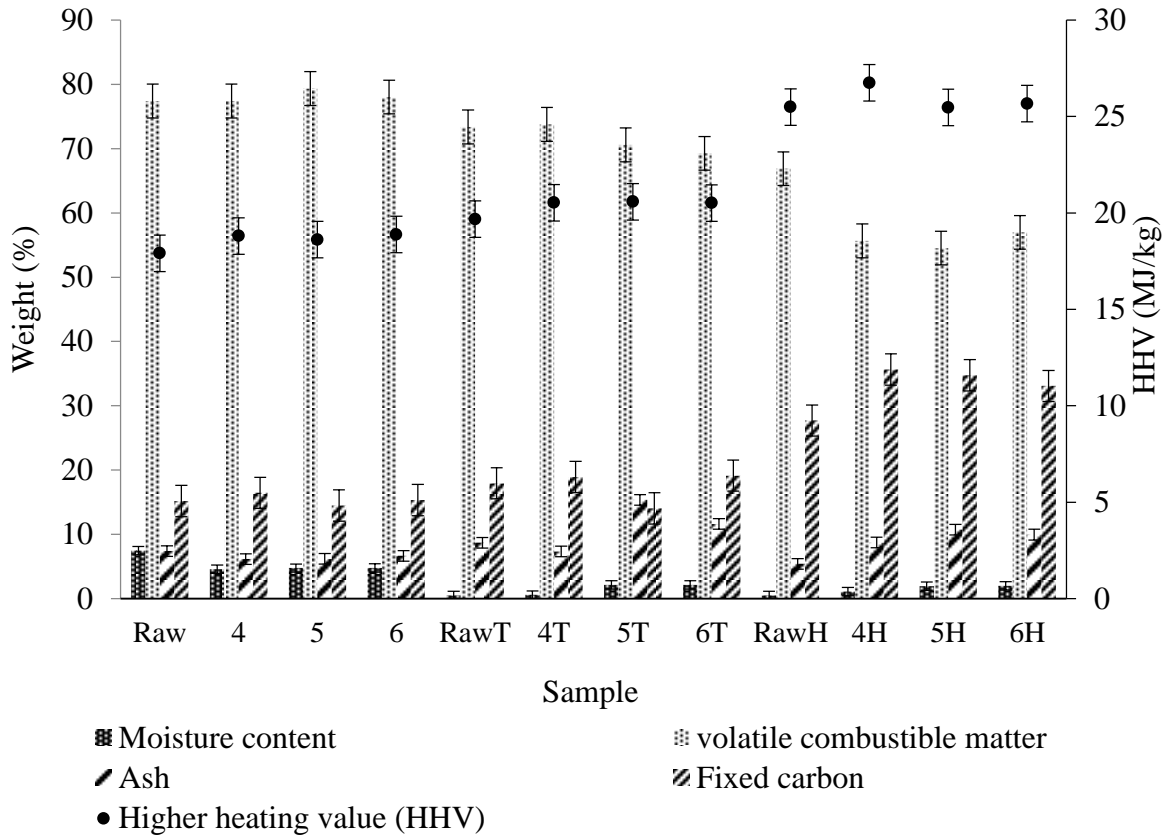 90
80
70
60
50
40
30
20
10
0
Weight (%)
30
25
20
15
10
5
0
HHV (MJ/kg)
Raw 4 5 6 RawT 4T 5T 6T RawH 4H 5H 6H
Sample
Moisture content volatile combustible matter
Ash Fixed carbon
Higher heating value (HHV)